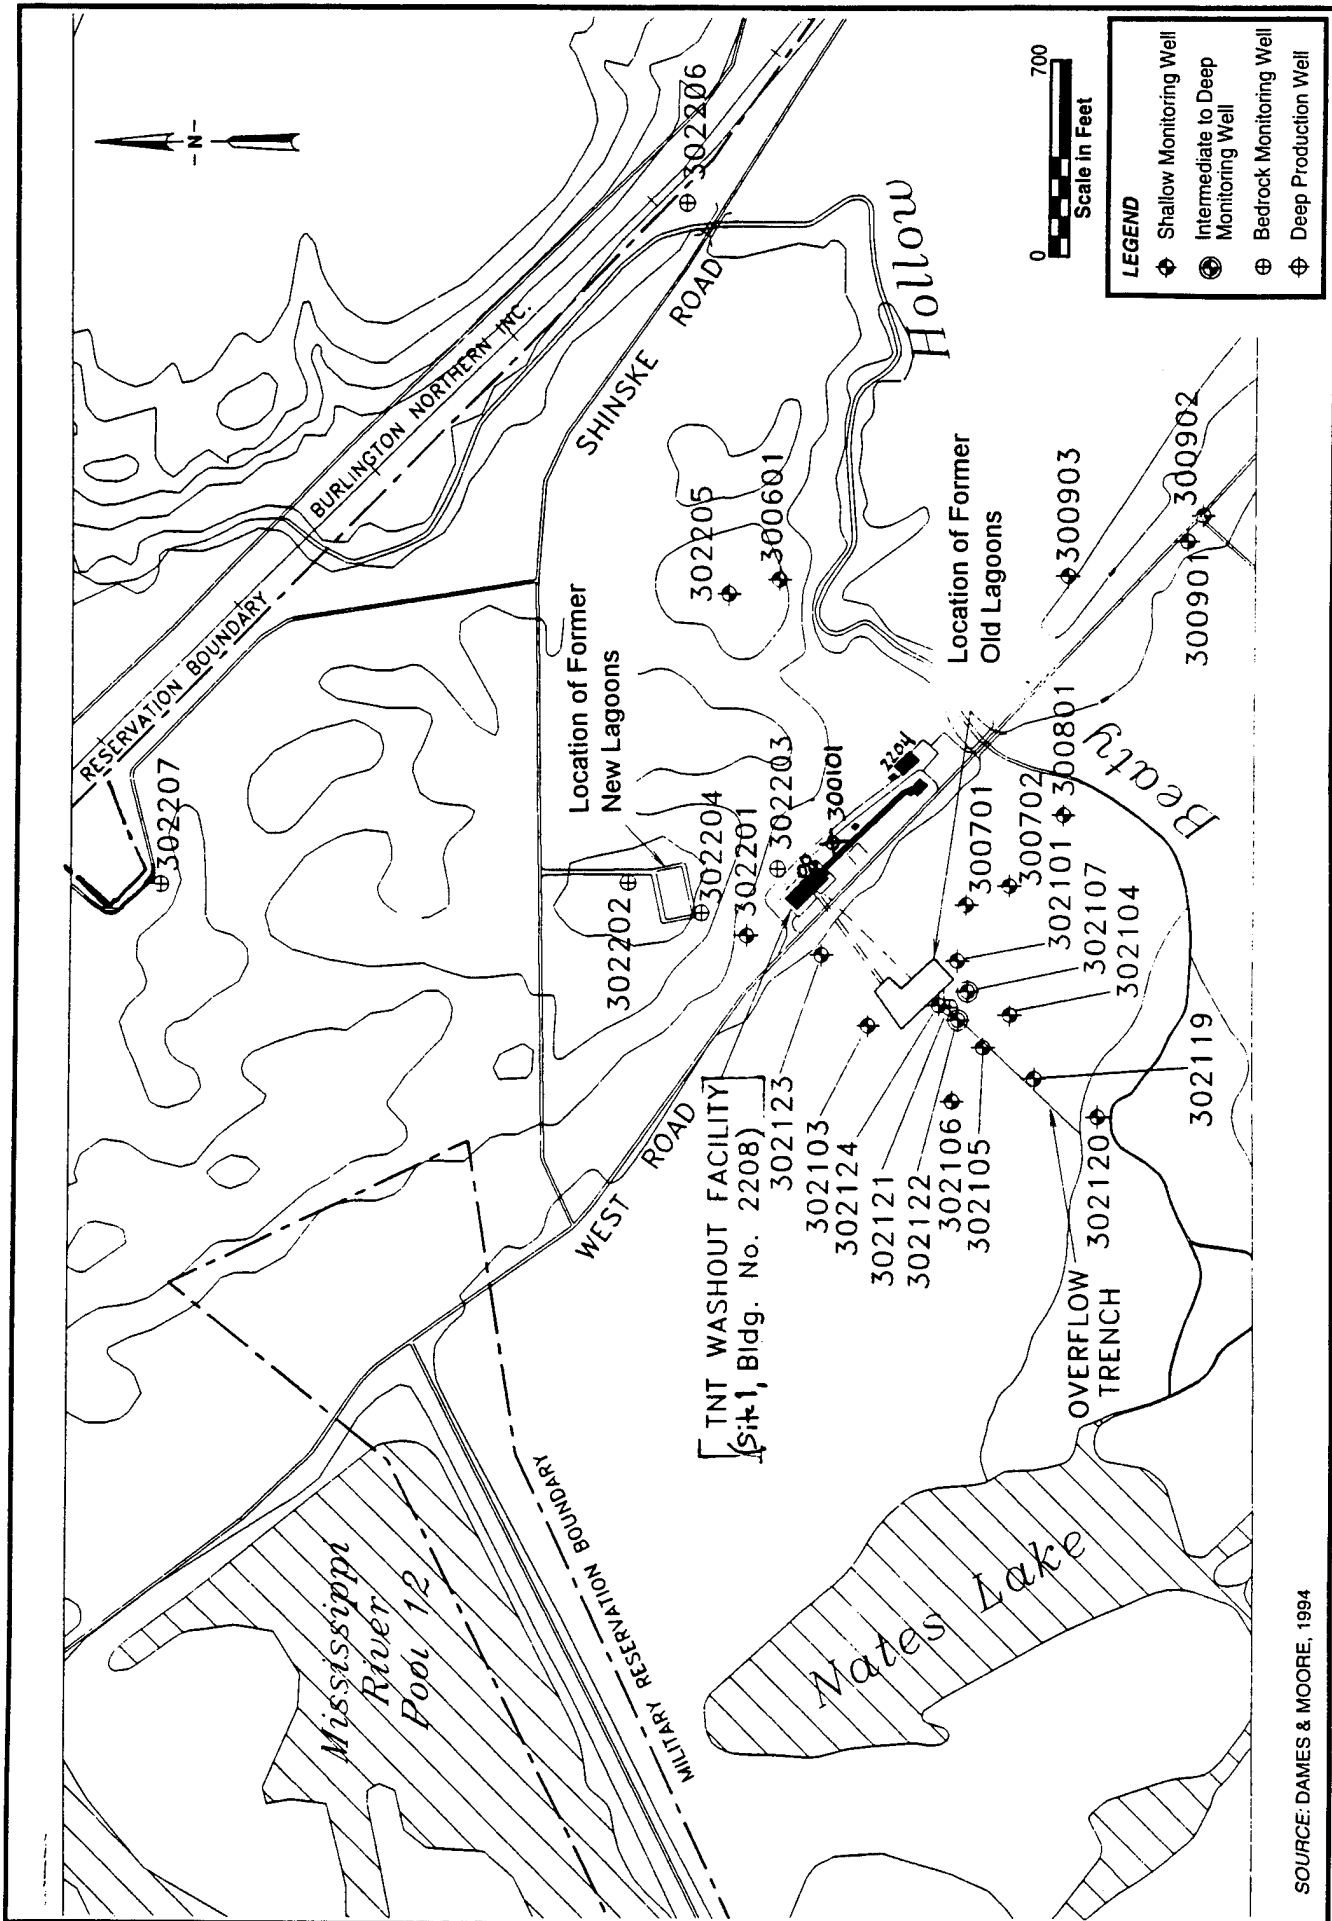 -N-
302206
RESERVATION BOUNDARY
BURLINGTON NORTHERN INC.
302207
SHINSKE ROAD
Hollow
Location of Former
New Lagoons
302205
300601
302202
302204
302201
302203
300101
2204
Mississippi
River
Pool 12
WEST ROAD
MILITARY RESERVATION BOUNDARY
TNT WASHOUT FACILITY
(Site 1, Bldg. No. 2208)
302123
302103
302124
302121
302122
302106
302105
Location of Former
Old Lagoons
300903
300902
300901
300701
300702
300801
302101
302107
302104
302119
302120
Beaty
OVERFLOW
TRENCH
Nates Lake
0 700
Scale in Feet
LEGEND
Shallow Monitoring Well
Intermediate to Deep
Monitoring Well
Bedrock Monitoring Well
Deep Production Well
SOURCE: DAMES & MOORE, 1994